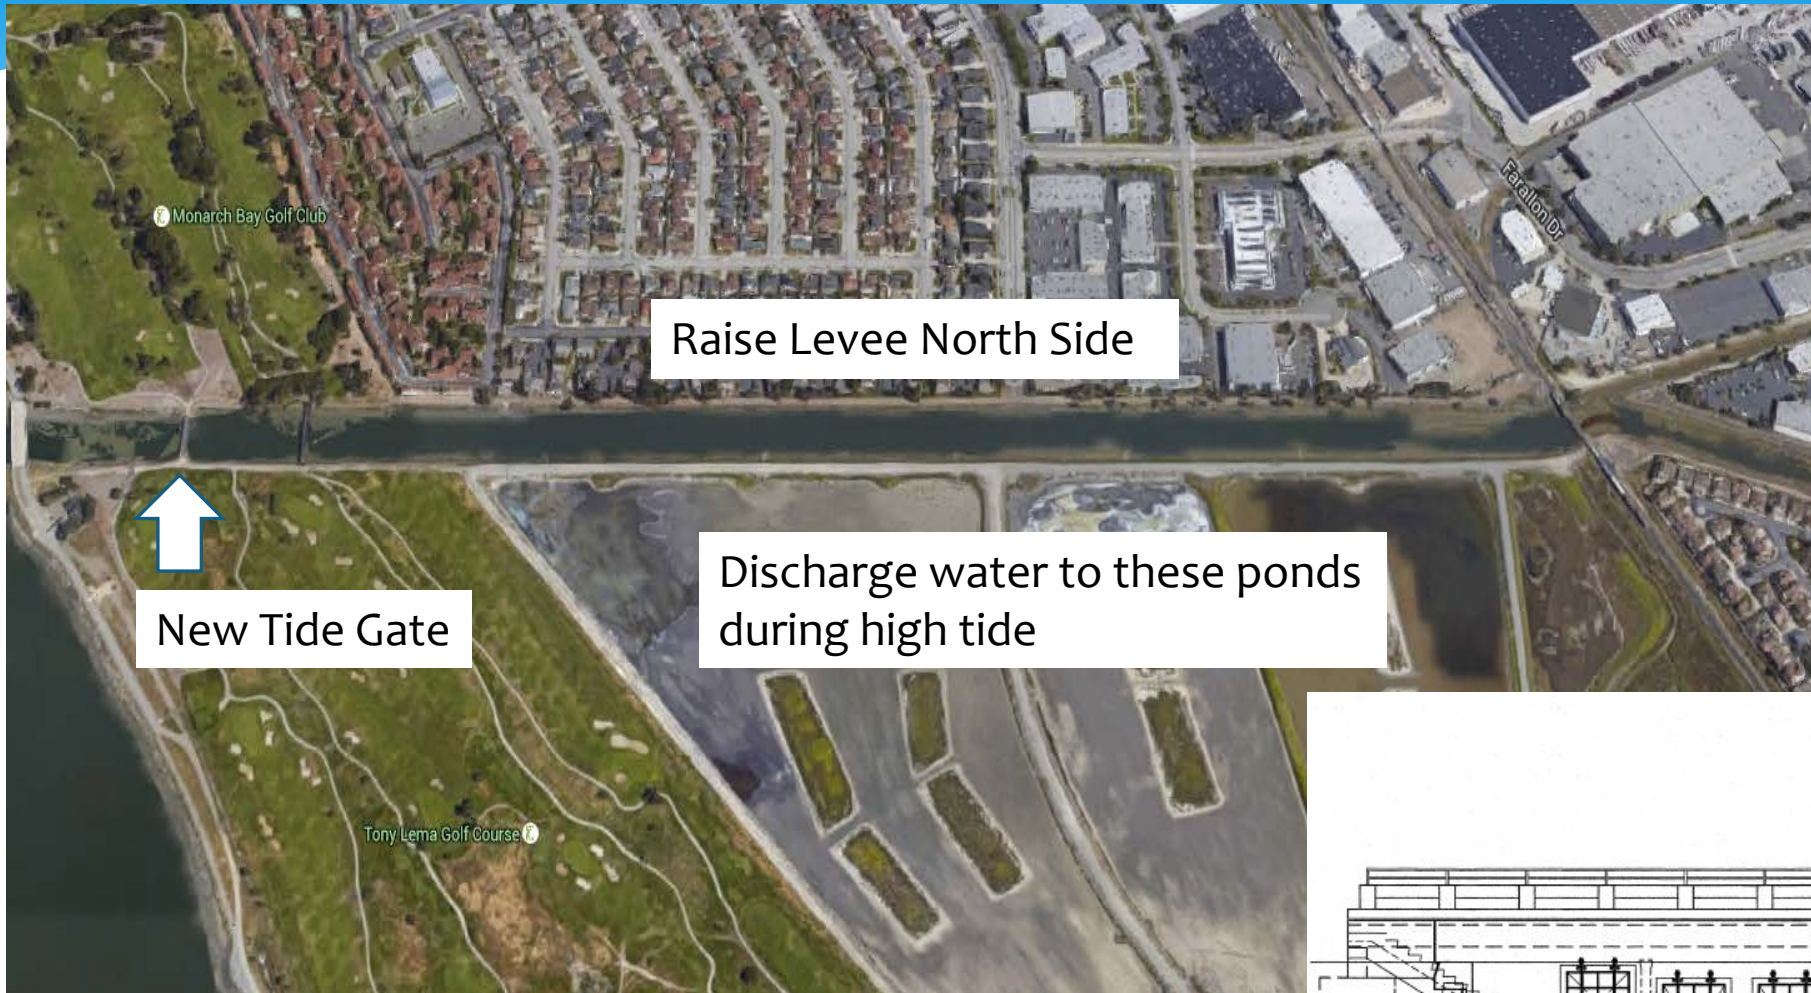 Farallon Dr
Monarch Bay Golf Club
Raise Levee North Side
Discharge water to these ponds
during high tide
New Tide Gate
Tony Lema Golf Course